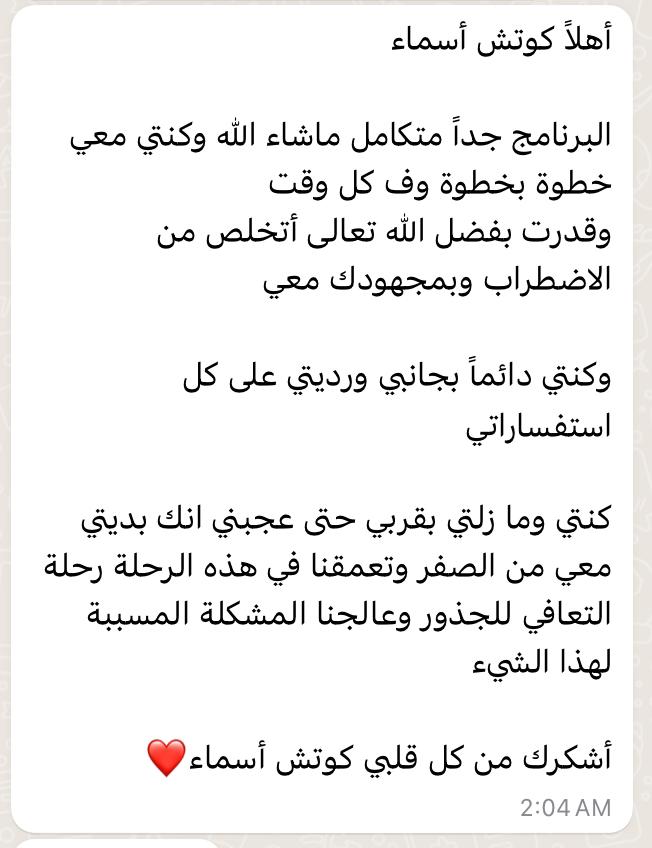 أهلاً كوتش أسماء
البرنامج جداً متكامل ماشاء الله وكنتي معي
خطوة بخطوة وف كل وقت
وقدرت بفضل الله تعالى أتخلص من
الاضطراب وبمجهودك معي
وكنتي دائماً بجانبي ورديتي على كل
استفساراتي
كنتي وما زلتي بقربي حتى عجبني انك بديتي
معي من الصفر وتعمقنا في هذه الرحلة رحلة
التعافي للجذور وعالجنا المشكلة المسببة
لهذا الشيء
أشكرك من كل قلبي كوتش أسماء❤️
2:04 AM